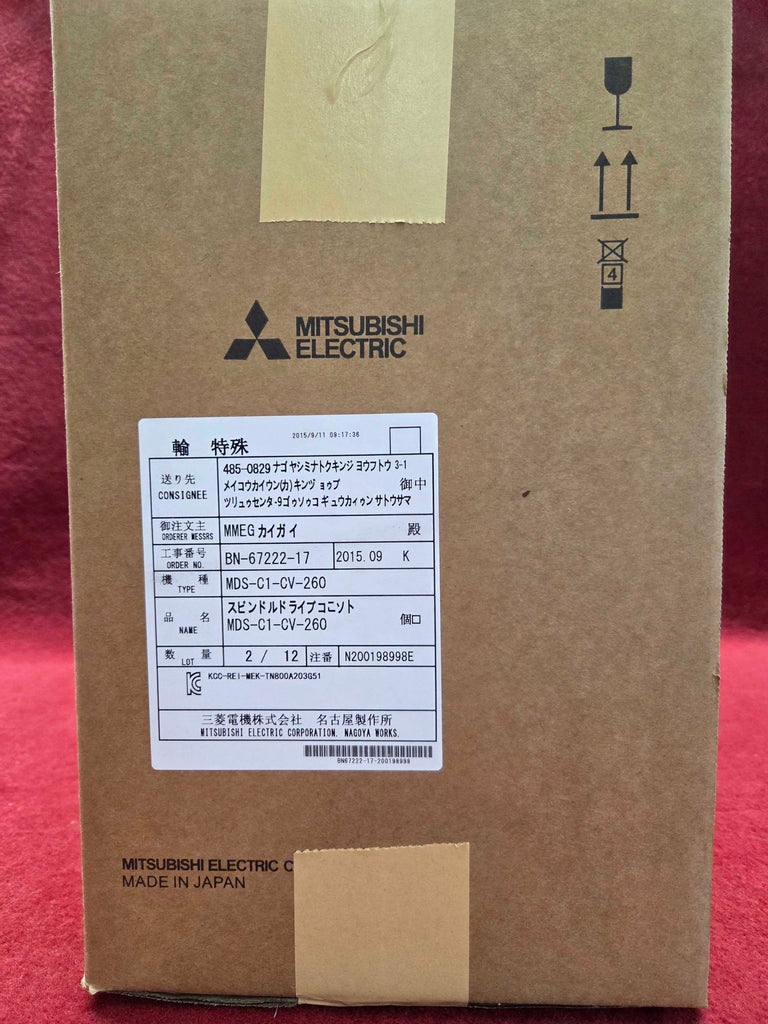 4
MITSUBISHI
ELECTRIC
輸 特殊 2015/9/11 09:17:36
送り先 CONSIGNEE
485-0829 ナゴヤシミナトクキンジョウフトウ 3-1
メイコウカイウン(カ)キンヅョゥブ 御中
ツリュゥセンタ-9ゴゥソゥコ ギュウカィゥン サトウサマ
御注文主 ORDERER MESSRS MMEG カイガイ 殿
工事番号 ORDER NO. BN-67222-17 2015.09 K
機種 TYPE MDS-C1-CV-260
品名 NAME スピンドルドライブユニツト
MDS-C1-CV-260 個口
数量 LOT 2 / 12 注番 N200198998E
KCC-REI-MEK-TN800A203G51
三菱電機株式会社 名古屋製作所
MITSUBISHI ELECTRIC CORPORATION. NAGOYA WORKS.
BN67222-17-200198998
MITSUBISHI ELECTRIC C
MADE IN JAPAN